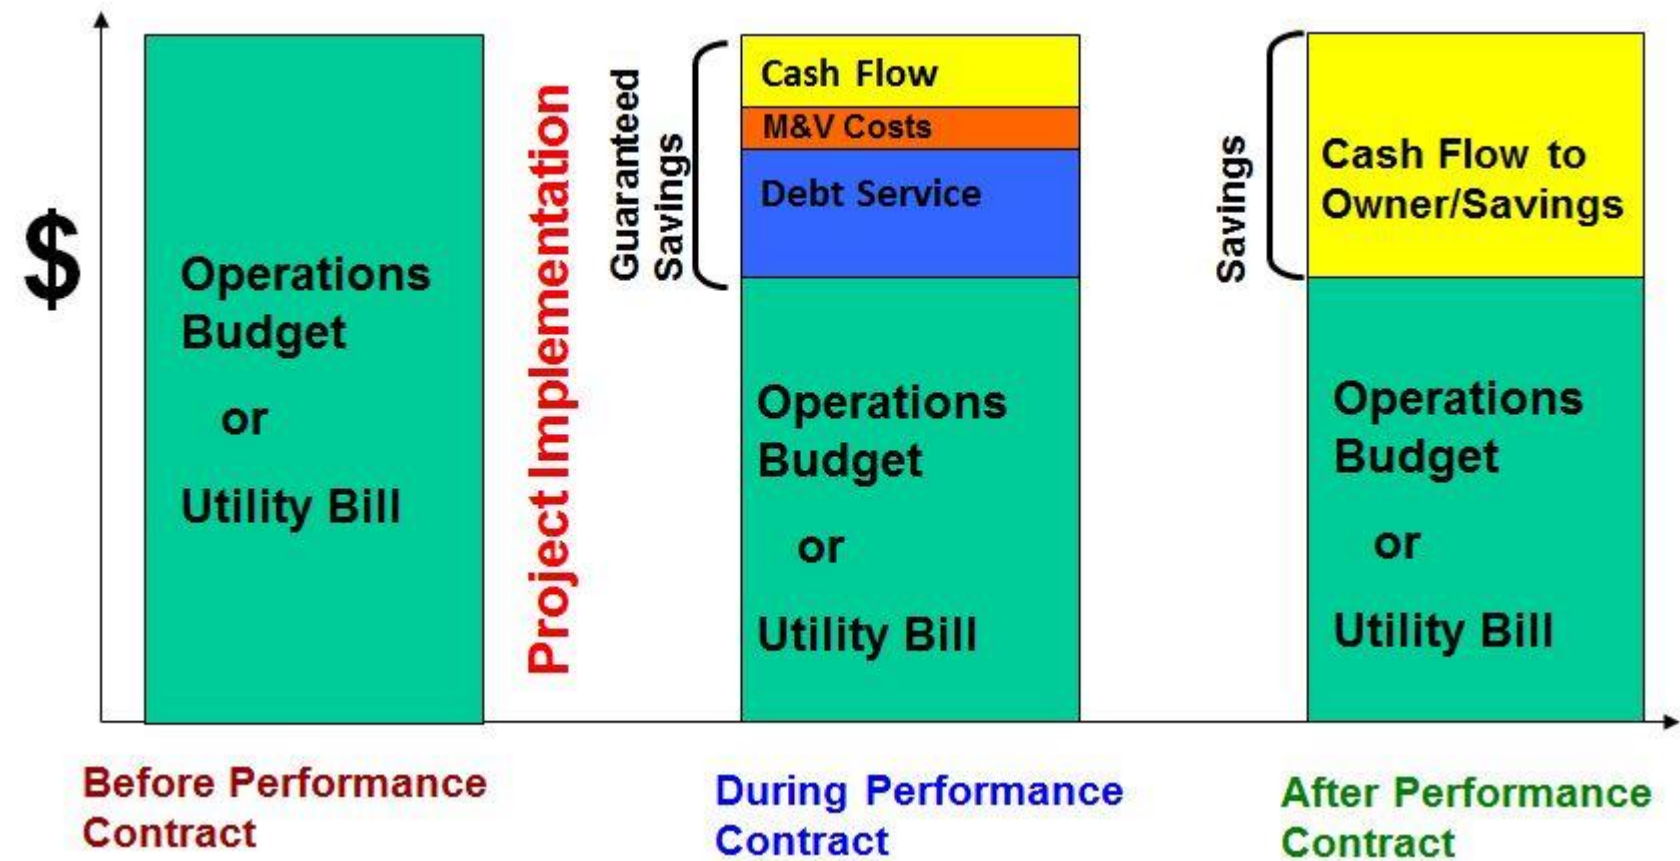 $
Operations
Budget
or
Utility Bill
Project Implementation
Guaranteed
Savings
Cash Flow
M&V Costs
Debt Service
Operations
Budget
or
Utility Bill
Savings
Cash Flow to
Owner/Savings
Operations
Budget
or
Utility Bill
Before Performance
Contract
During Performance
Contract
After Performance
Contract